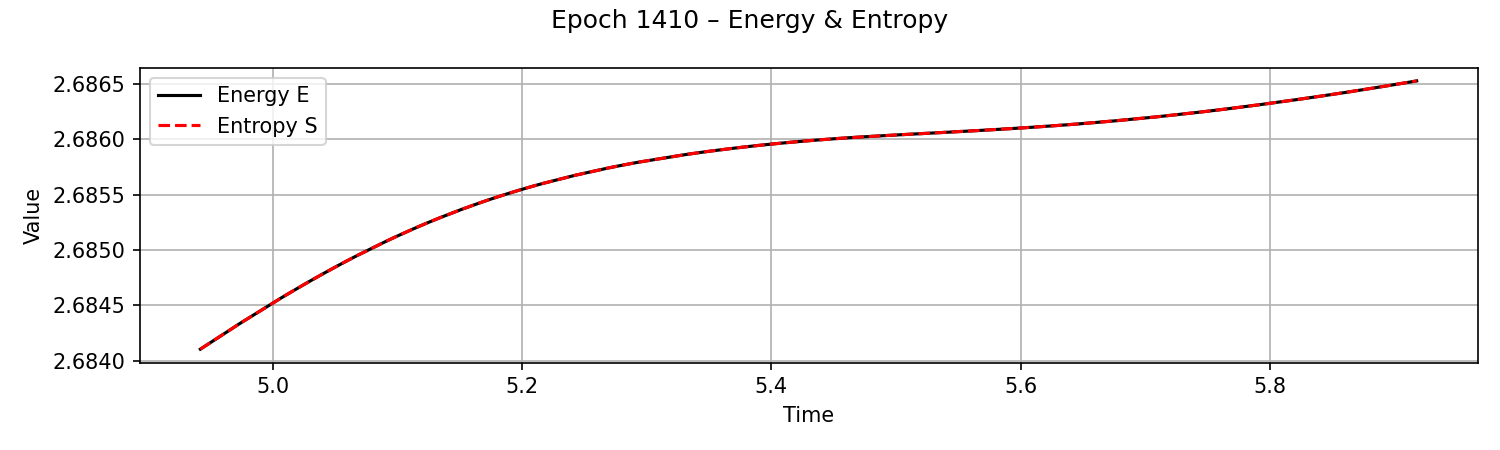 Epoch 1410 – Energy & Entropy
Energy E
Entropy S
Value
2.6865
2.6860
2.6855
2.6850
2.6845
2.6840
5.0 5.2 5.4 5.6 5.8
Time